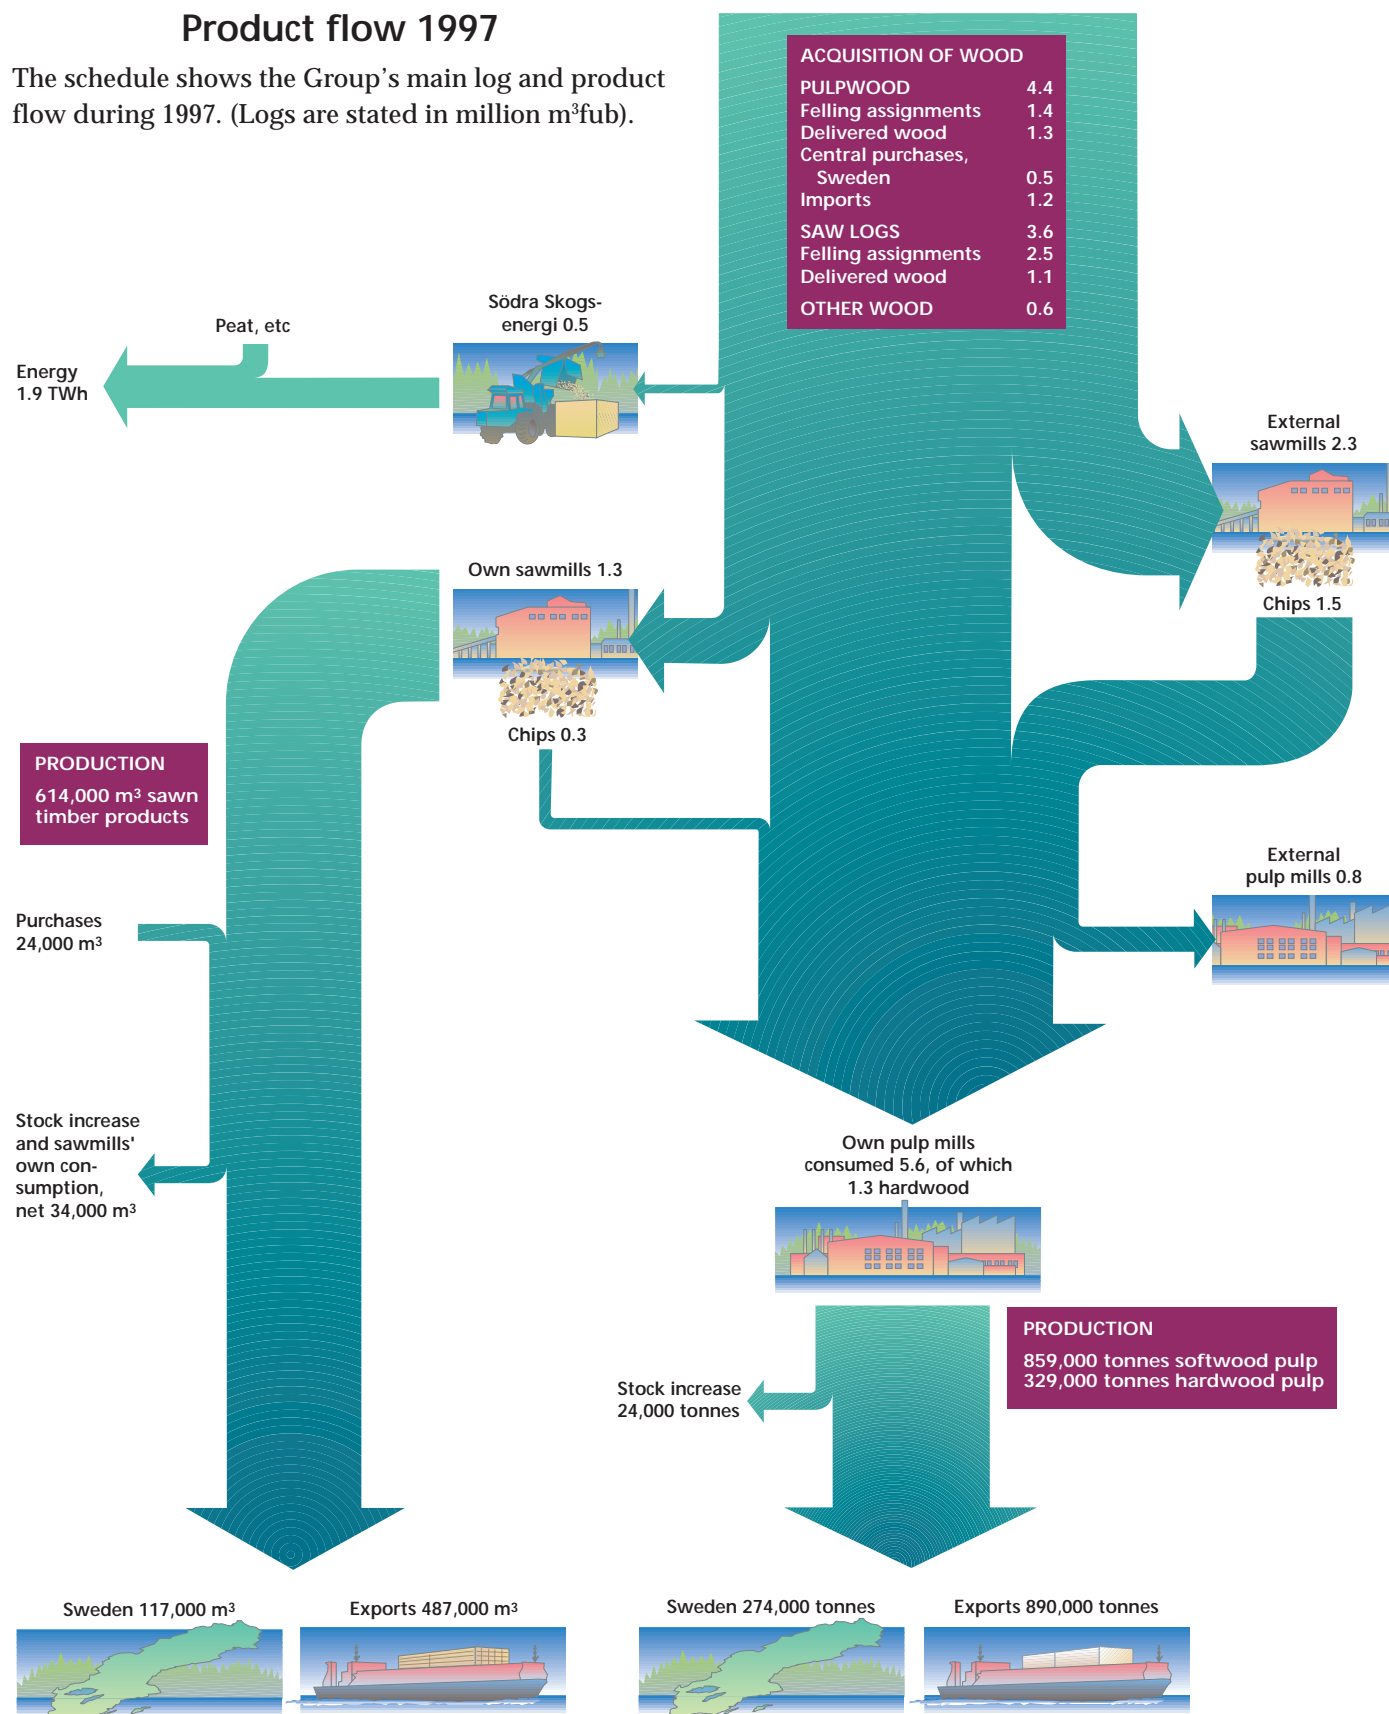 Product flow 1997
The schedule shows the Group's main log and product
flow during 1997. (Logs are stated in million m³fub).
ACQUISITION OF WOOD
PULPWOOD 4.4
Felling assignments 1.4
Delivered wood 1.3
Central purchases,
Sweden 0.5
Imports 1.2
SAW LOGS 3.6
Felling assignments 2.5
Delivered wood 1.1
OTHER WOOD 0.6
Södra Skogs-
energi 0.5
Peat, etc
Energy
1.9 TWh
External
sawmills 2.3
Chips 1.5
Own sawmills 1.3
Chips 0.3
PRODUCTION
614,000 m³ sawn
timber products
External
pulp mills 0.8
Purchases
24,000 m³
Stock increase
and sawmills'
own con-
sumption,
net 34,000 m³
Own pulp mills
consumed 5.6, of which
1.3 hardwood
PRODUCTION
859,000 tonnes softwood pulp
329,000 tonnes hardwood pulp
Stock increase
24,000 tonnes
Sweden 117,000 m³
Exports 487,000 m³
Sweden 274,000 tonnes
Exports 890,000 tonnes